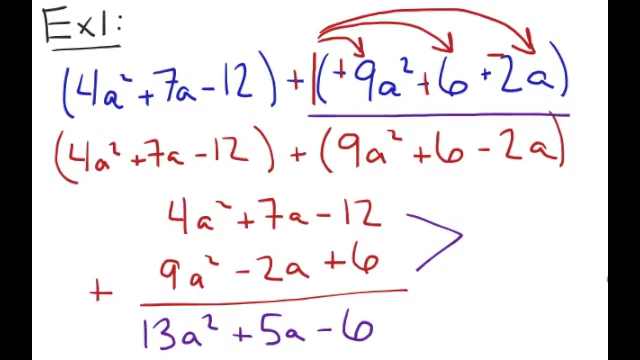 Ex1:
(4a² + 7a - 12) + 1(+9a² + 6 + ⁻2a)
(4a² + 7a - 12) + (9a² + 6 - 2a)
4a² + 7a - 12
+ 9a² - 2a + 6
13a² + 5a - 6